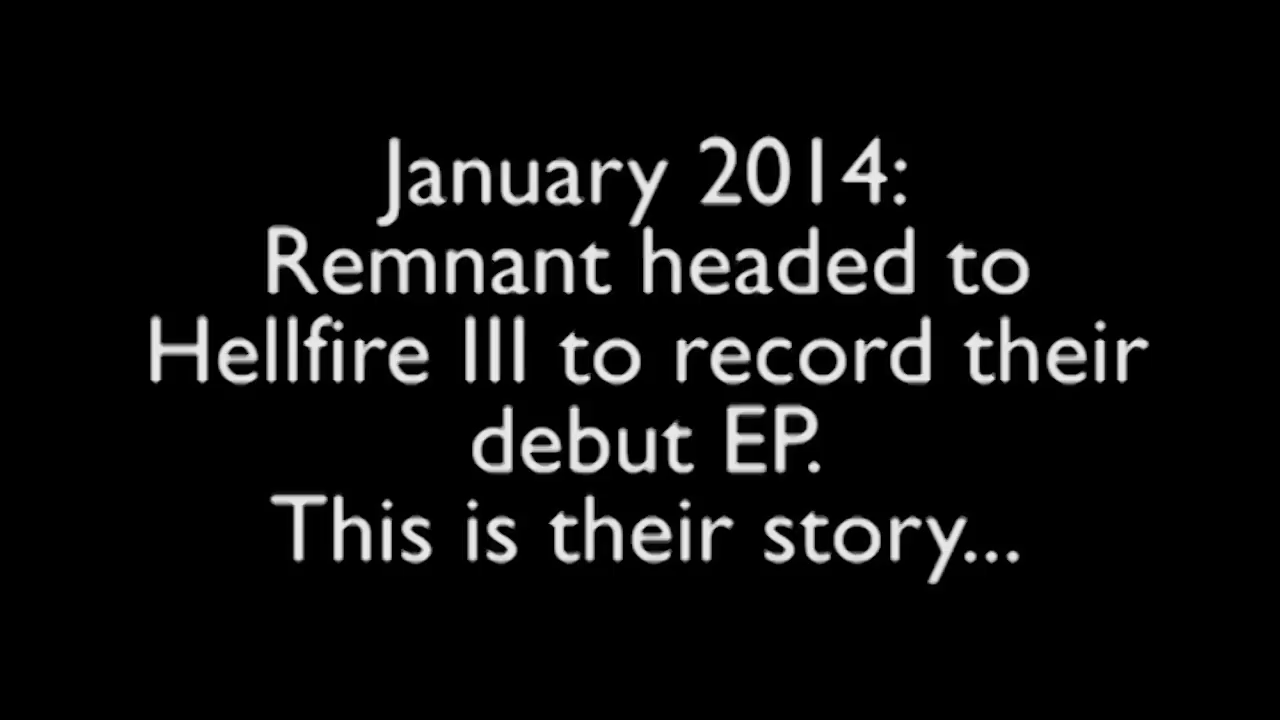 January 2014:
Remnant headed to
Hellfire III to record their
debut EP.
This is their story...